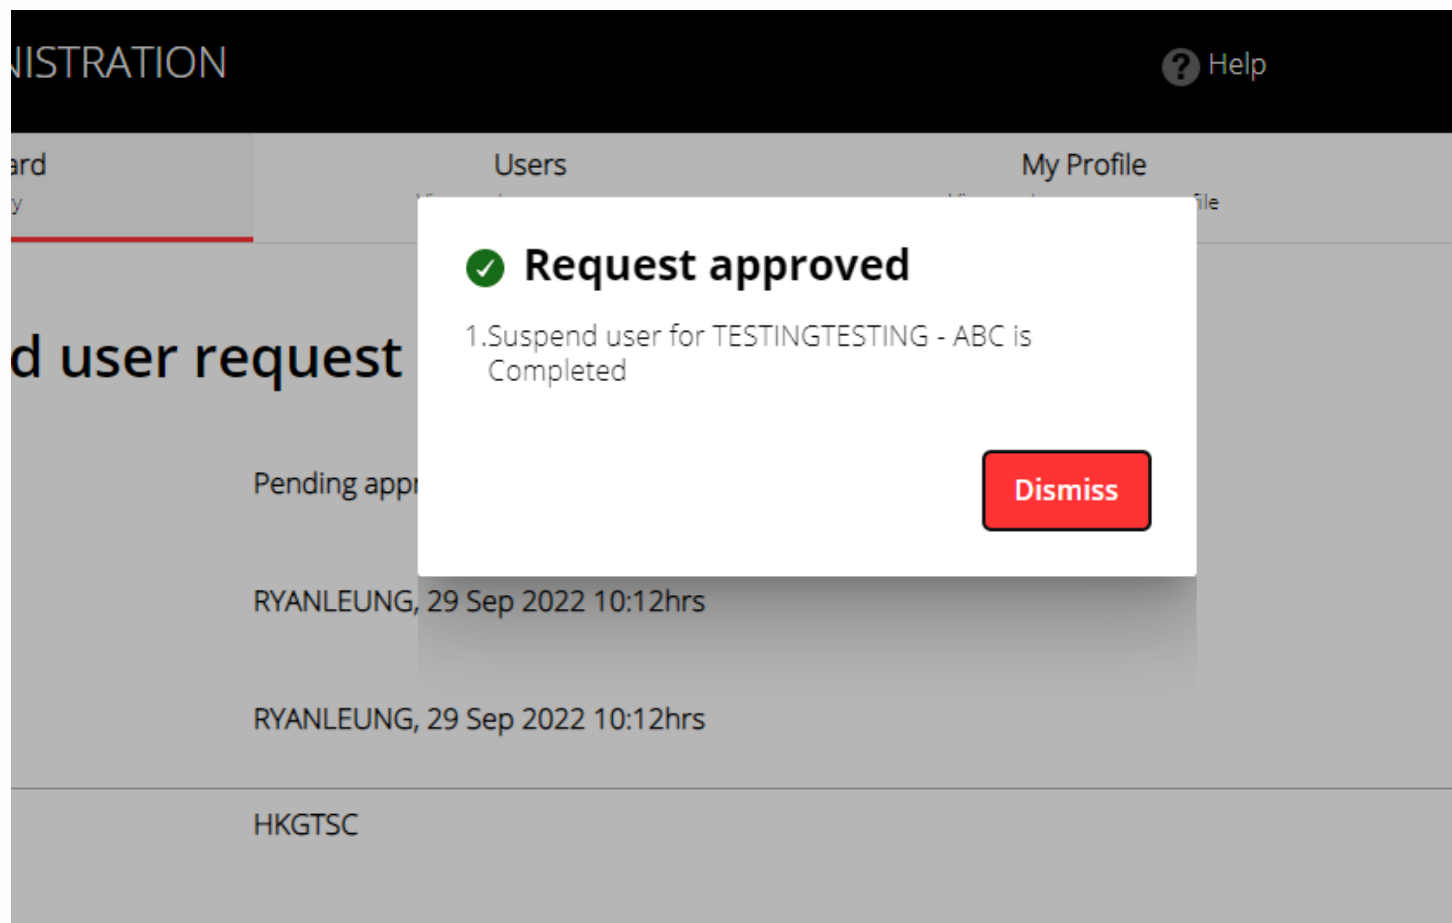 NISTRATION
Help
ard
Users
My Profile
y
file
Request approved
1.Suspend user for TESTINGTESTING - ABC is
Completed
d user request
Pending appr
Dismiss
RYANLEUNG, 29 Sep 2022 10:12hrs
RYANLEUNG, 29 Sep 2022 10:12hrs
HKGTSC